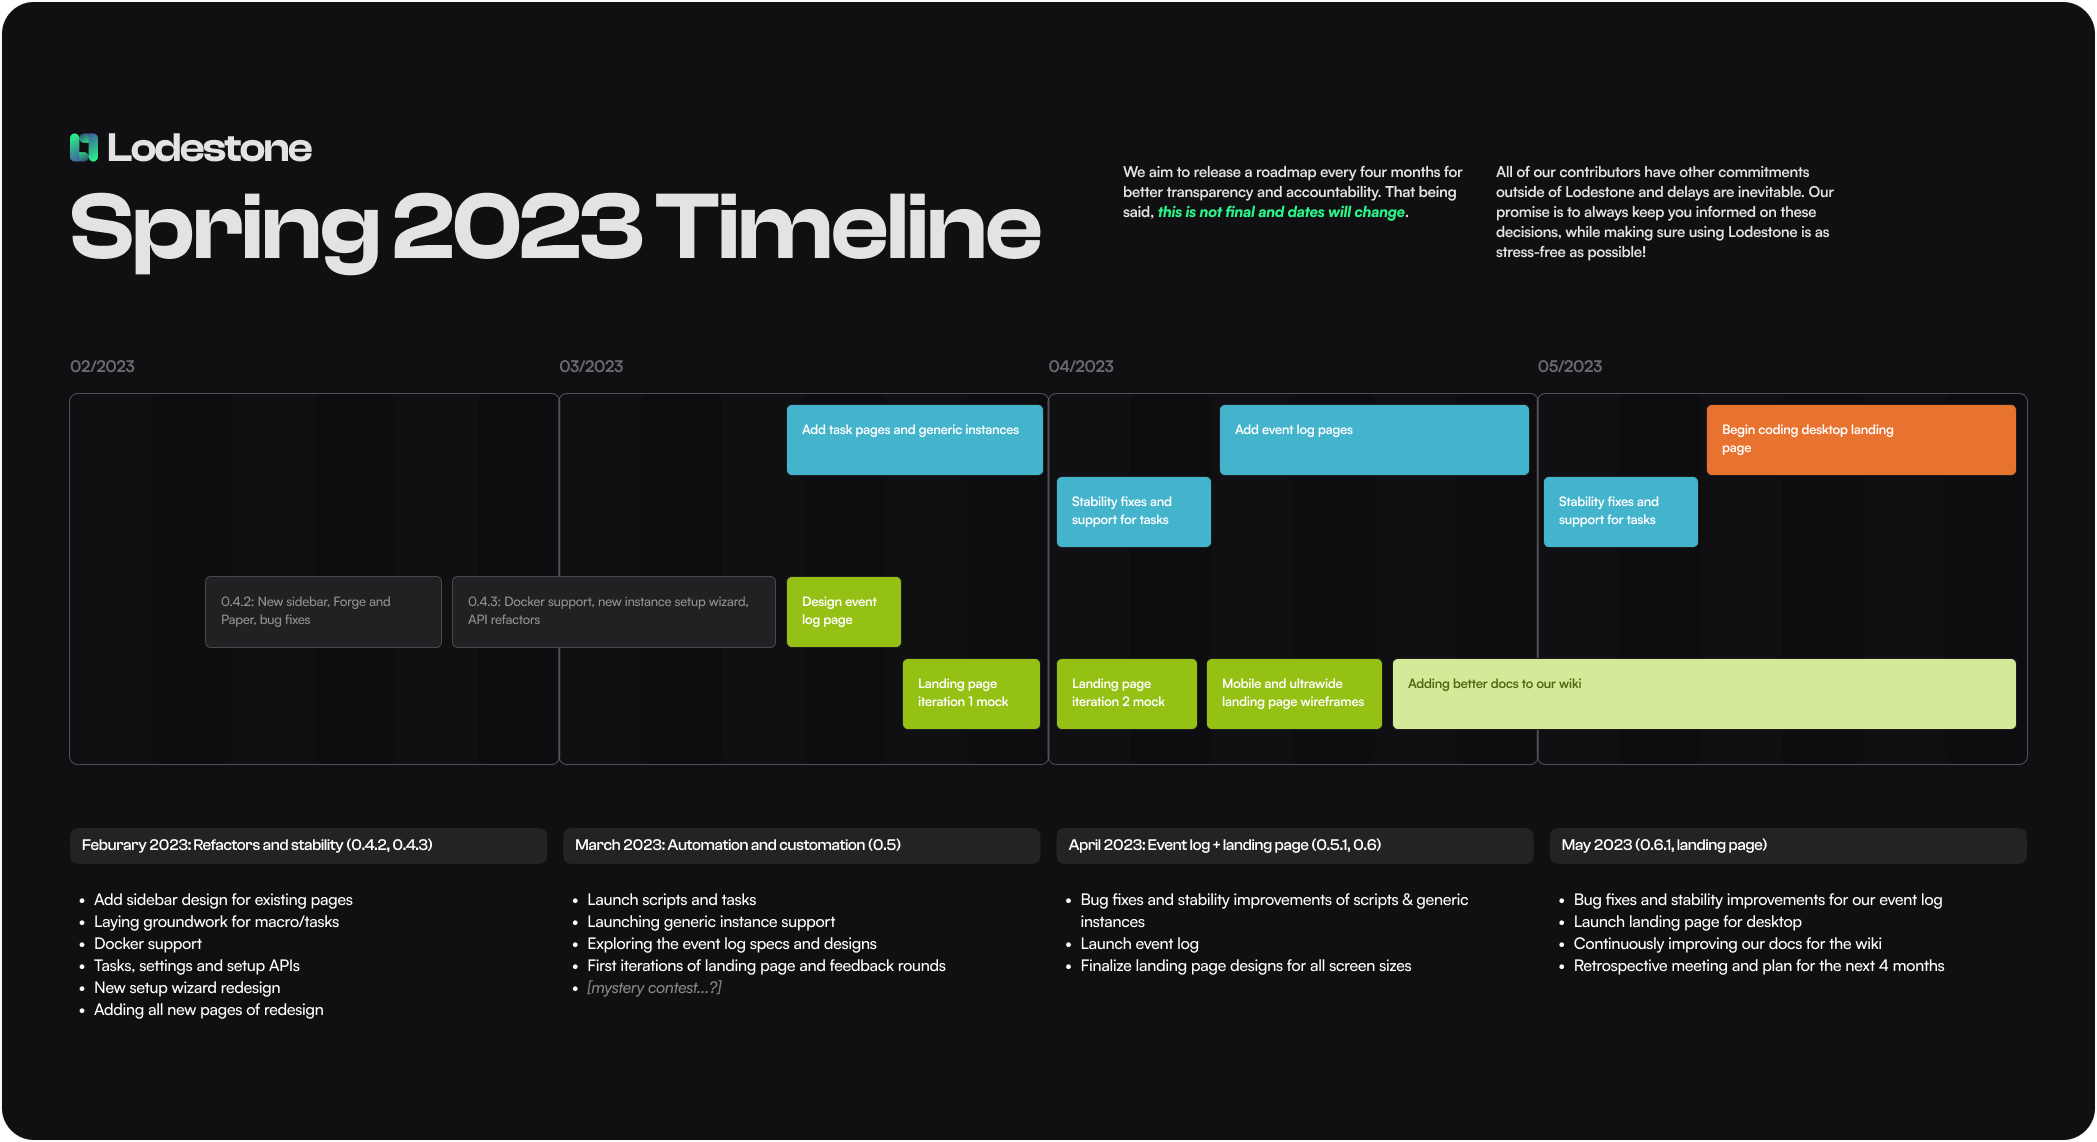 Lodestone
Spring 2023 Timeline
We aim to release a roadmap every four months for
better transparency and accountability. That being
said, this is not final and dates will change.
All of our contributors have other commitments
outside of Lodestone and delays are inevitable. Our
promise is to always keep you informed on these
decisions, while making sure using Lodestone is as
stress-free as possible!
02/2023
03/2023
04/2023
05/2023
Add task pages and generic instances
Add event log pages
Begin coding desktop landing
page
Stability fixes and
support for tasks
Stability fixes and
support for tasks
0.4.2: New sidebar, Forge and
Paper, bug fixes
0.4.3: Docker support, new instance setup wizard,
API refactors
Design event
log page
Landing page
iteration 1 mock
Landing page
iteration 2 mock
Mobile and ultrawide
landing page wireframes
Adding better docs to our wiki
Feburary 2023: Refactors and stability (0.4.2, 0.4.3)
• Add sidebar design for existing pages
• Laying groundwork for macro/tasks
• Docker support
• Tasks, settings and setup APIs
• New setup wizard redesign
• Adding all new pages of redesign
March 2023: Automation and customation (0.5)
• Launch scripts and tasks
• Launching generic instance support
• Exploring the event log specs and designs
• First iterations of landing page and feedback rounds
• [mystery contest...?]
April 2023: Event log + landing page (0.5.1, 0.6)
• Bug fixes and stability improvements of scripts & generic
instances
• Launch event log
• Finalize landing page designs for all screen sizes
May 2023 (0.6.1, landing page)
• Bug fixes and stability improvements for our event log
• Launch landing page for desktop
• Continuously improving our docs for the wiki
• Retrospective meeting and plan for the next 4 months